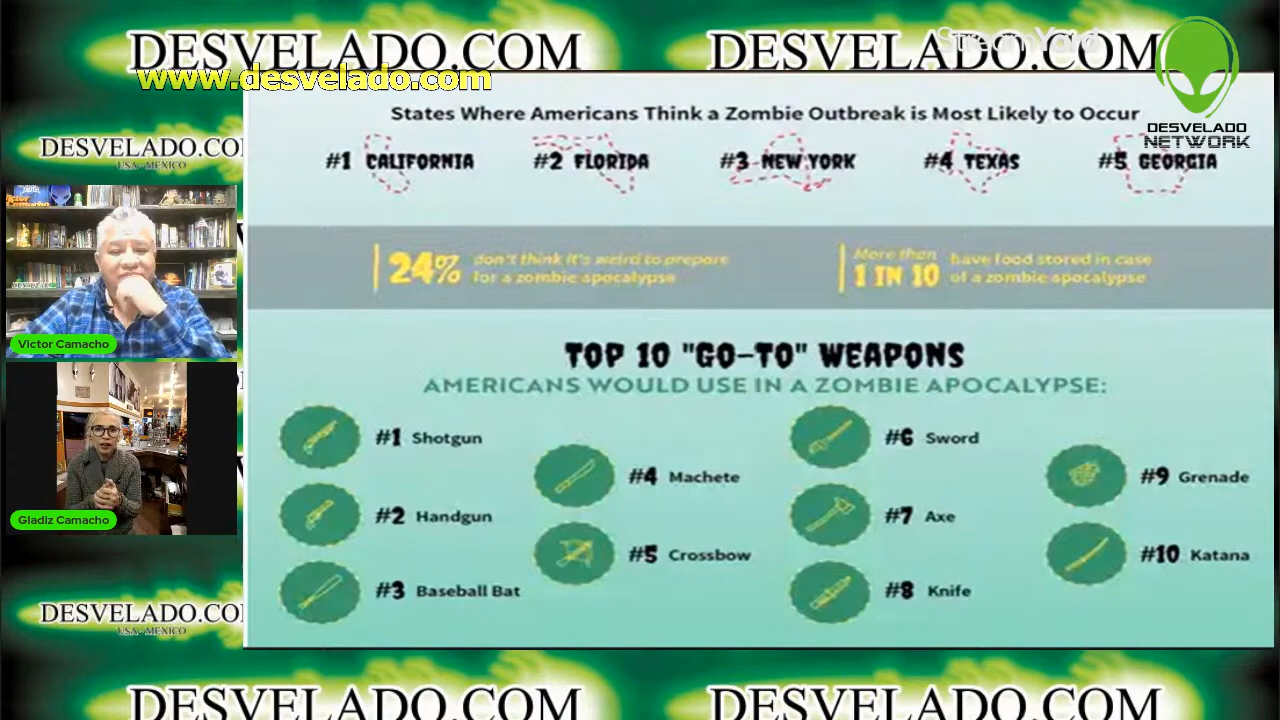 DESVELADO.COM
DESVELADO.COM
StreamYard
www.desvelado.com
DESVELADO
NETWORK
DESVELADO.CO
USA - MEXICO
Victor Camacho
Gladiz Camacho
States Where Americans Think a Zombie Outbreak is Most Likely to Occur
#1 CALIFORNIA
#2 FLORIDA
#3 NEW YORK
#4 TEXAS
#5 GEORGIA
24% don't think it's weird to prepare
for a zombie apocalypse
More than
1 IN 10
have food stored in case
of a zombie apocalypse
TOP 10 "GO-TO" WEAPONS
AMERICANS WOULD USE IN A ZOMBIE APOCALYPSE:
#1 Shotgun
#2 Handgun
#3 Baseball Bat
#4 Machete
#5 Crossbow
#6 Sword
#7 Axe
#8 Knife
#9 Grenade
#10 Katana
DESVELADO.CO
USA - MEXICO
DESVELADO.COM
DESVELADO.COM